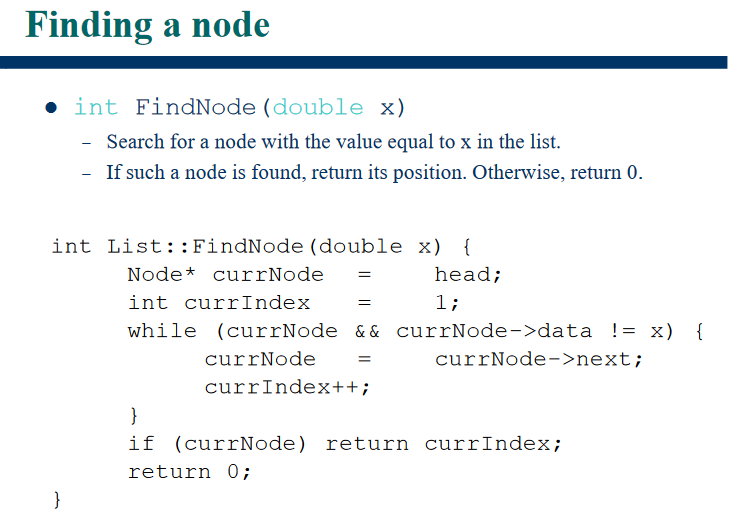 Finding a node
● int FindNode(double x)
– Search for a node with the value equal to x in the list.
– If such a node is found, return its position. Otherwise, return 0.
int List::FindNode(double x) {
Node* currNode = head;
int currIndex = 1;
while (currNode && currNode->data != x) {
currNode = currNode->next;
currIndex++;
}
if (currNode) return currIndex;
return 0;
}